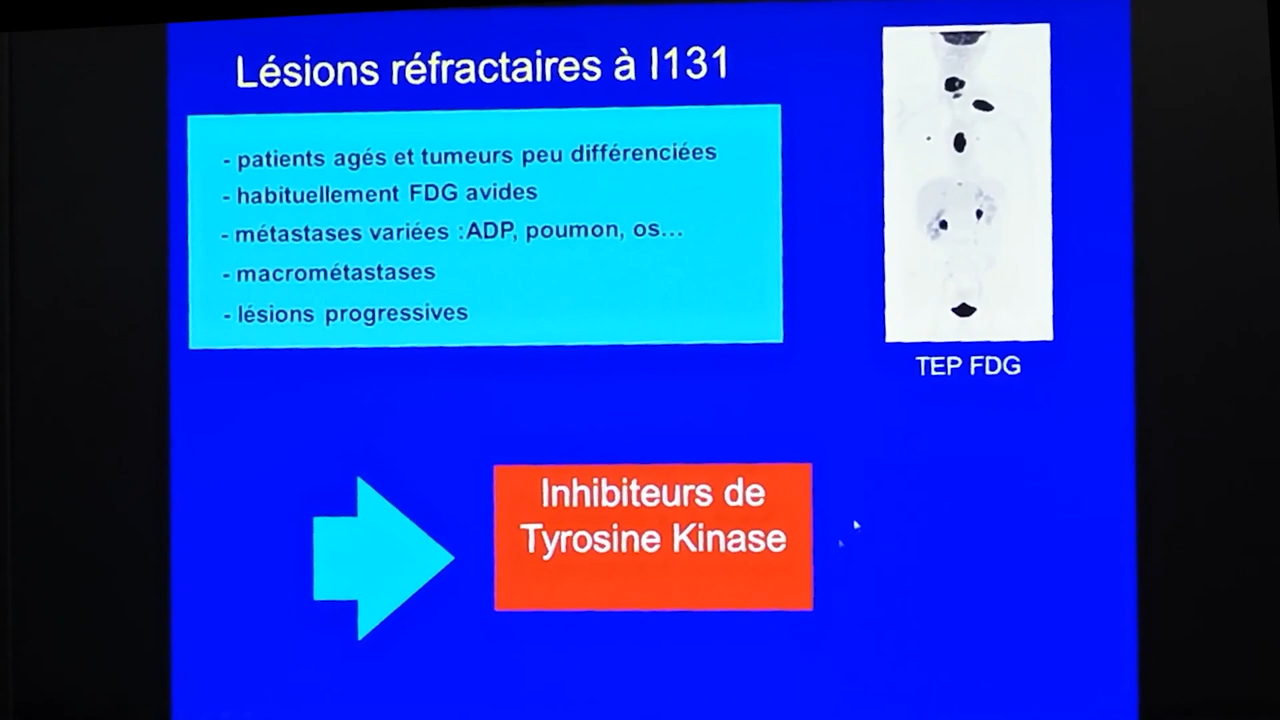 Lésions réfractaires à I131
- patients agés et tumeurs peu différenciées
- habituellement FDG avides
- métastases variées :ADP, poumon, os...
- macrométastases
- lésions progressives
TEP FDG
Inhibiteurs de
Tyrosine Kinase